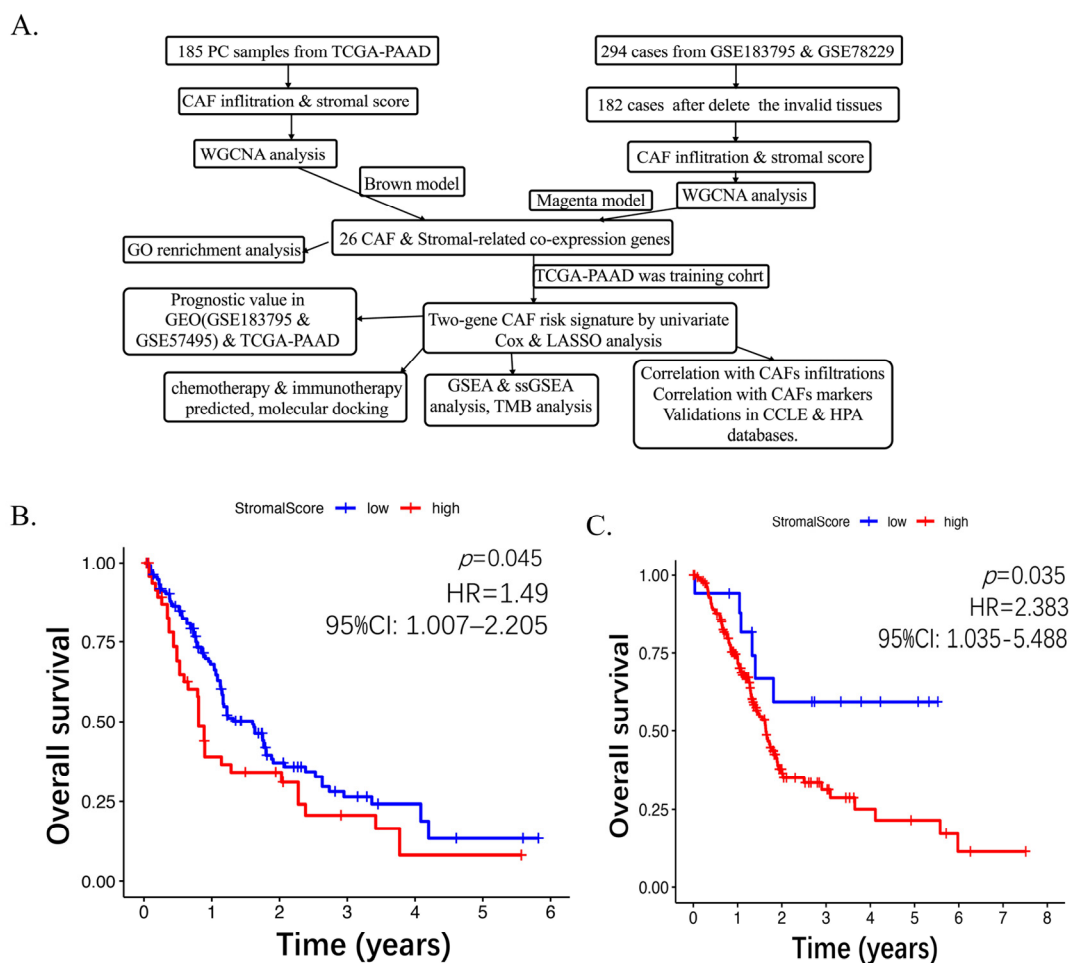 A.
185 PC samples from TCGA-PAAD
294 cases from GSE183795 & GSE78229
CAF inflitration & stromal score
182 cases after delete the invalid tissues
WGCNA analysis
CAF inflitration & stromal score
Brown model
WGCNA analysis
Magenta model
26 CAF & Stromal-related co-expression genes
GO renrichment analysis
TCGA-PAAD was training cohrt
Prognostic value in
GEO(GSE183795 &
GSE57495) & TCGA-PAAD
Two-gene CAF risk signature by univariate
Cox & LASSO analysis
chemotherapy & immunotherapy
predicted, molecular docking
GSEA & ssGSEA
analysis, TMB analysis
Correlation with CAFs infiltrations
Correlation with CAFs markers
Validations in CCLE & HPA
databases.
B.
StromalScore low high
p=0.045
HR=1.49
95%CI: 1.007–2.205
Overall survival
1.00
0.75
0.50
0.25
0.00
0 1 2 3 4 5 6
Time (years)
C.
StromalScore low high
p=0.035
HR=2.383
95%CI: 1.035-5.488
Overall survival
1.00
0.75
0.50
0.25
0.00
0 1 2 3 4 5 6 7 8
Time (years)